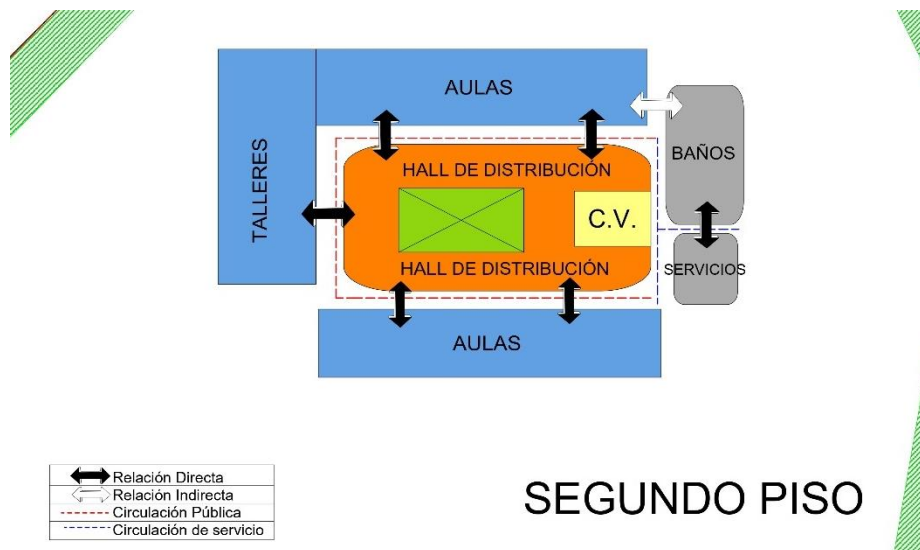 AULAS
TALLERES
BAÑOS
HALL DE DISTRIBUCIÓN
C.V.
HALL DE DISTRIBUCIÓN
SERVICIOS
AULAS
Relación Directa
Relación Indirecta
Circulación Pública
Circulación de servicio
SEGUNDO PISO